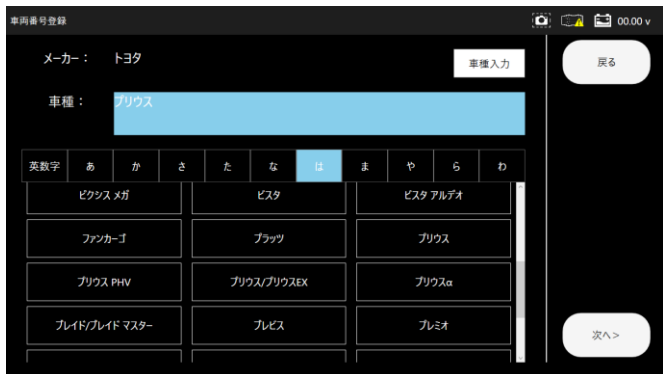 車両番号登録 00.00 v
メーカー： トヨタ 車種入力 戻る
車種： プリウス
英数字 あ か さ た な は ま や ら わ
ピクシス メガ ビスタ ビスタ アルデオ
ファンカーゴ プラッツ プリウス
プリウス PHV プリウス/プリウスEX プリウスα
ブレイド/ブレイド マスター プレビス プレミオ
次へ＞